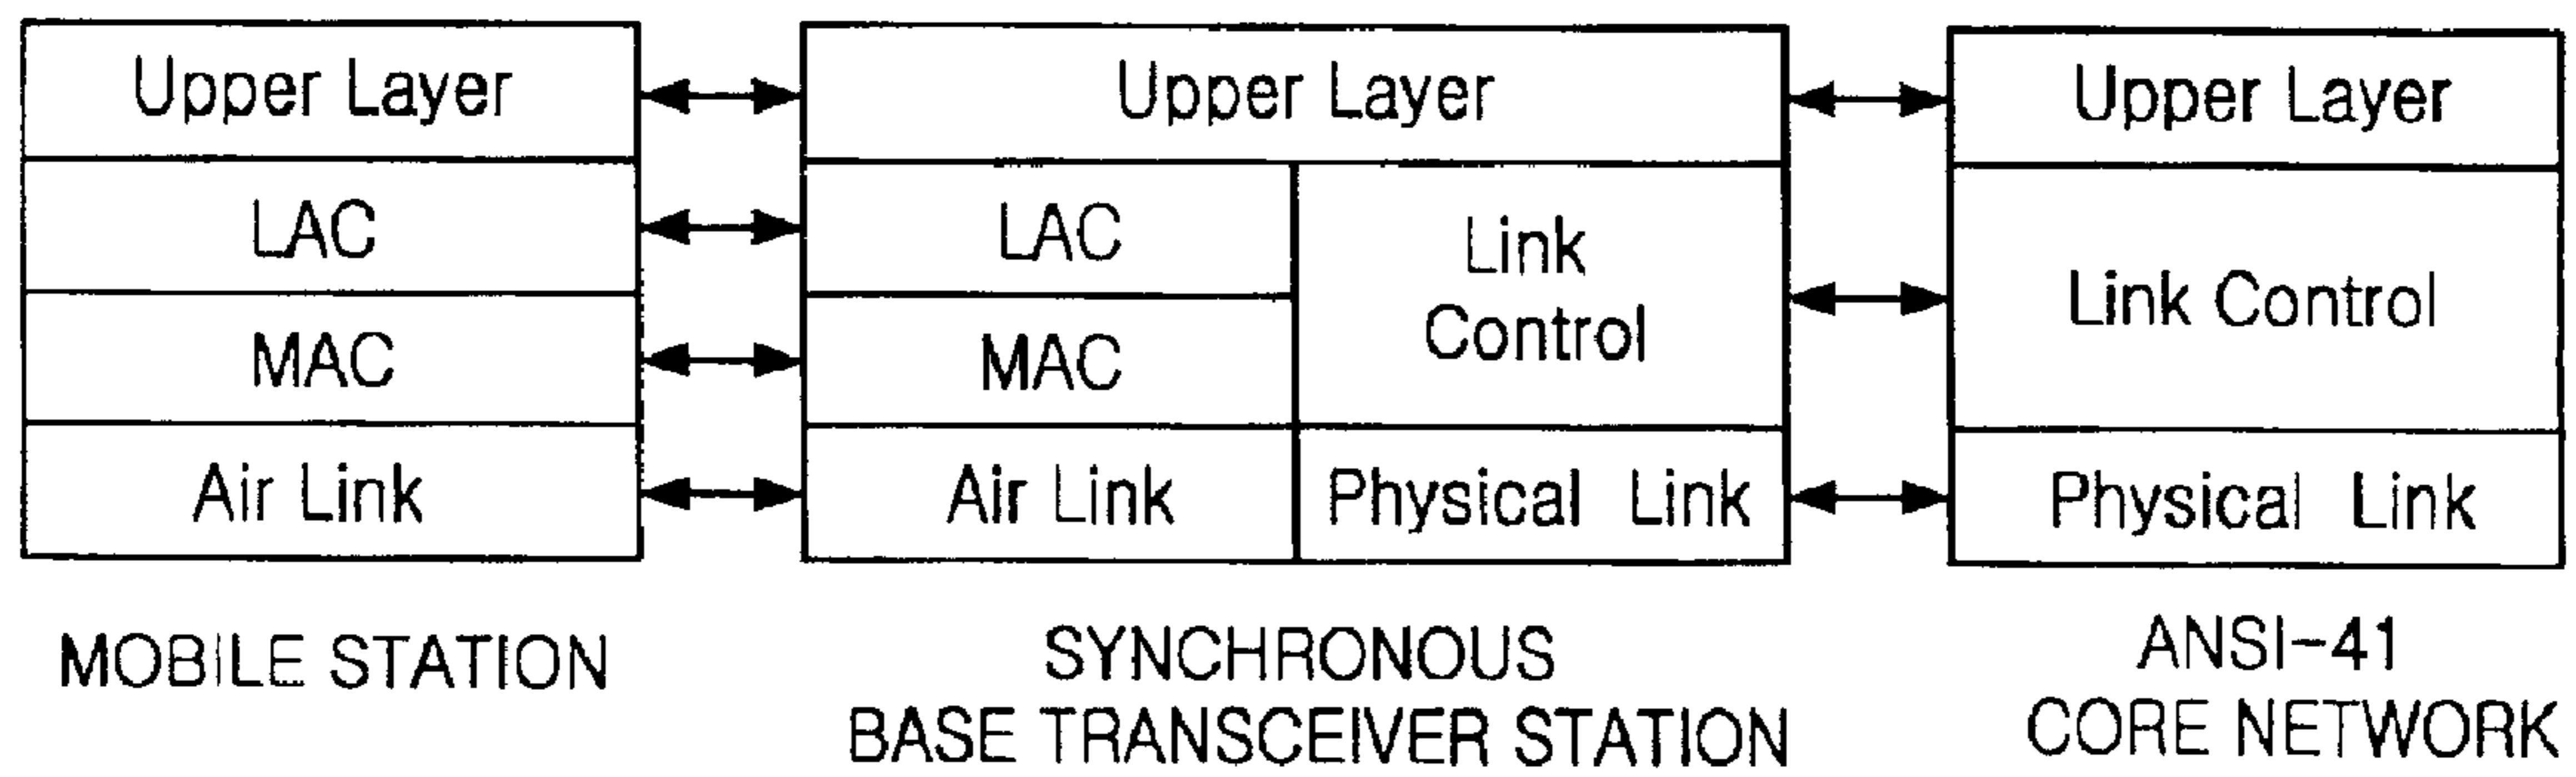 Upper Layer
LAC
MAC
Air Link
MOBILE STATION
Upper Layer
LAC
MAC
Air Link
Link
Control
Physical Link
SYNCHRONOUS
BASE TRANSCEIVER STATION
Upper Layer
Link Control
Physical Link
ANSI-41
CORE NETWORK